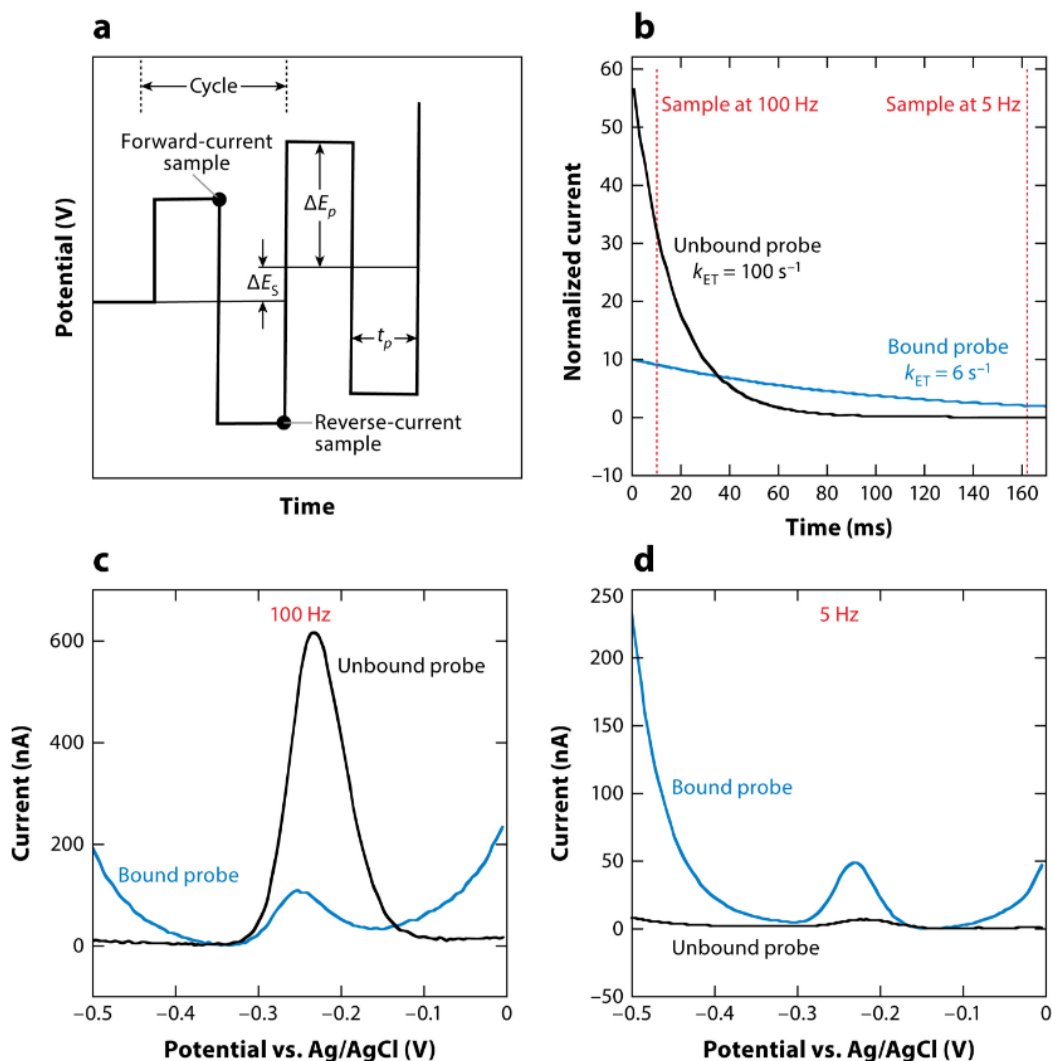 a
Cycle
Forward-current
sample
ΔEp
ΔES
tp
Reverse-current
sample
Potential (V)
Time
b
60
50
40
30
20
10
0
–10
Sample at 100 Hz
Sample at 5 Hz
Unbound probe
kET = 100 s–1
Bound probe
kET = 6 s–1
Normalized current
0
20
40
60
80
100
120
140
160
Time (ms)
c
100 Hz
600
400
200
0
Unbound probe
Bound probe
Current (nA)
–0.5
–0.4
–0.3
–0.2
–0.1
0
Potential vs. Ag/AgCl (V)
d
250
200
150
100
50
0
–50
5 Hz
Bound probe
Unbound probe
Current (nA)
–0.5
–0.4
–0.3
–0.2
–0.1
0
Potential vs. Ag/AgCl (V)